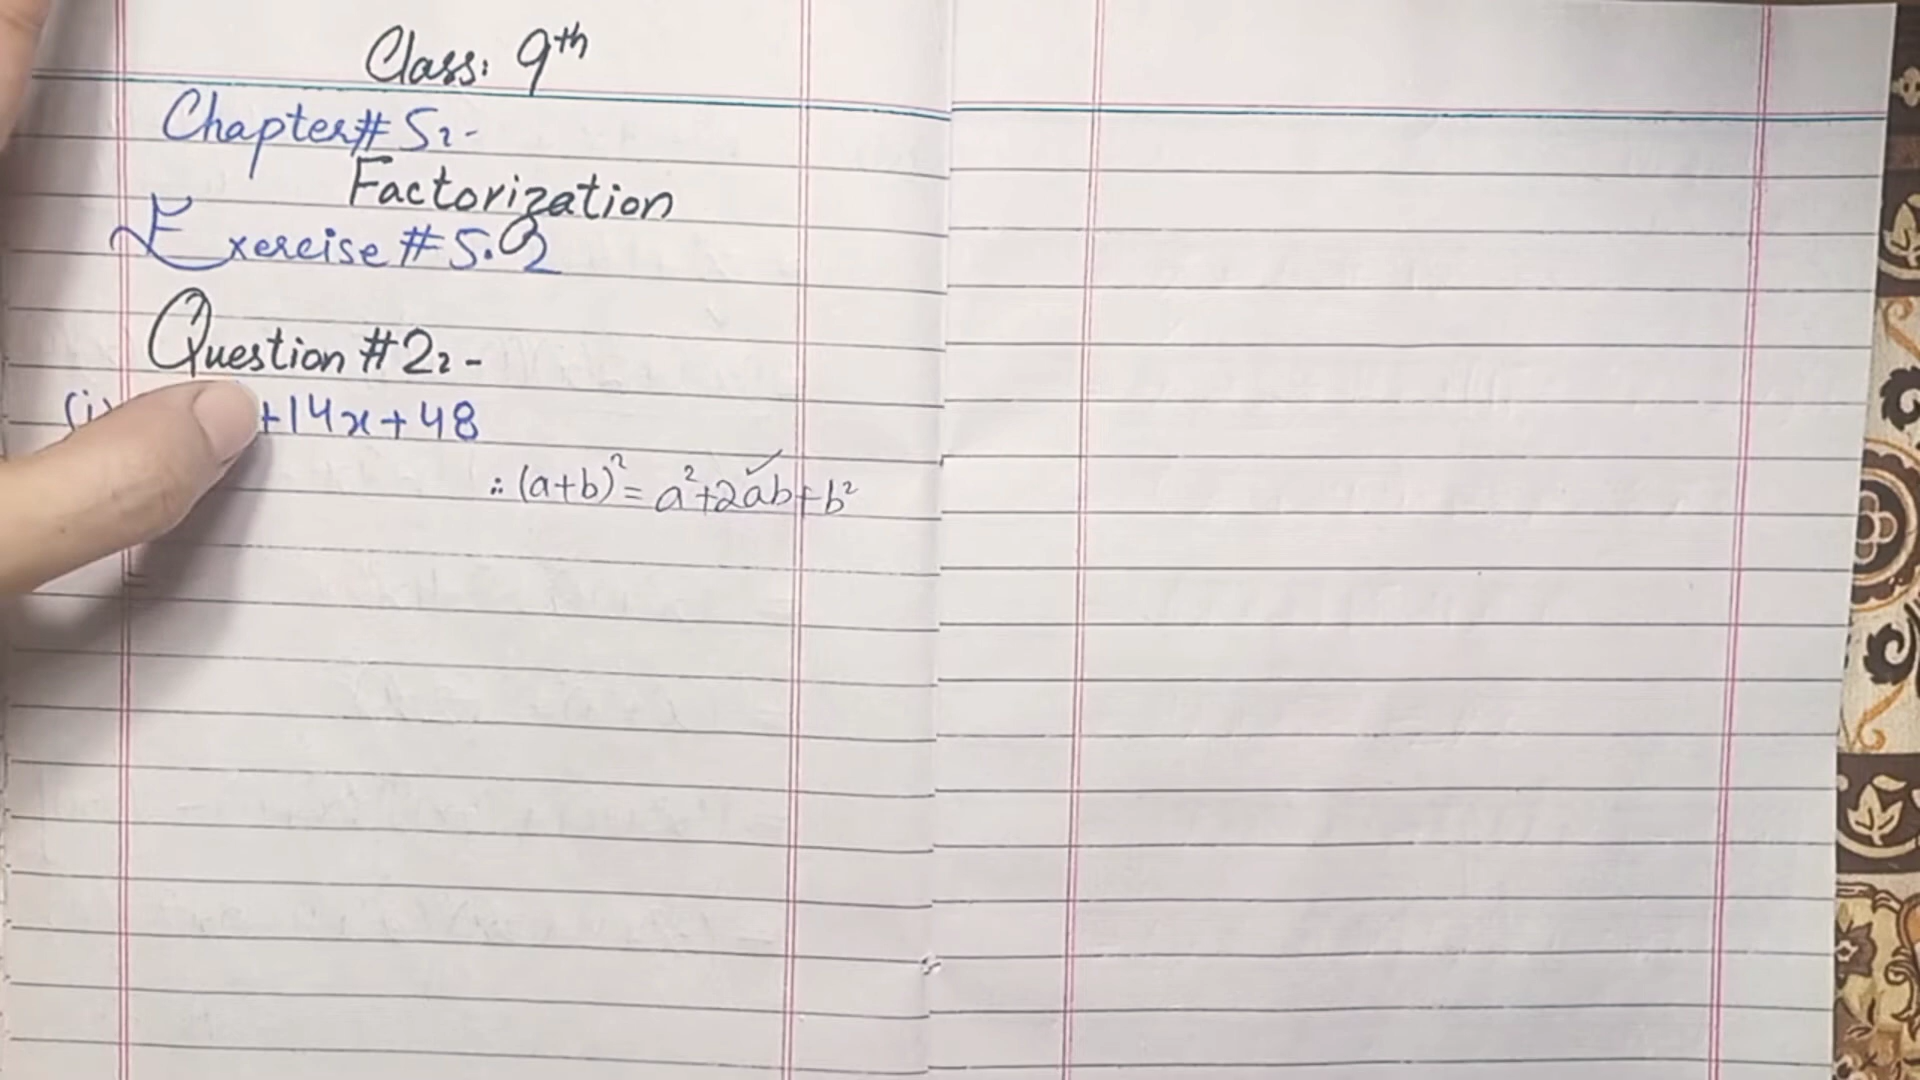 Class: 9th
Chapter# 5:-
Factorization
Exercise # 5.2
Question #2:-
(i) +14x+48
∴ (a+b)² = a²+2ab+b²